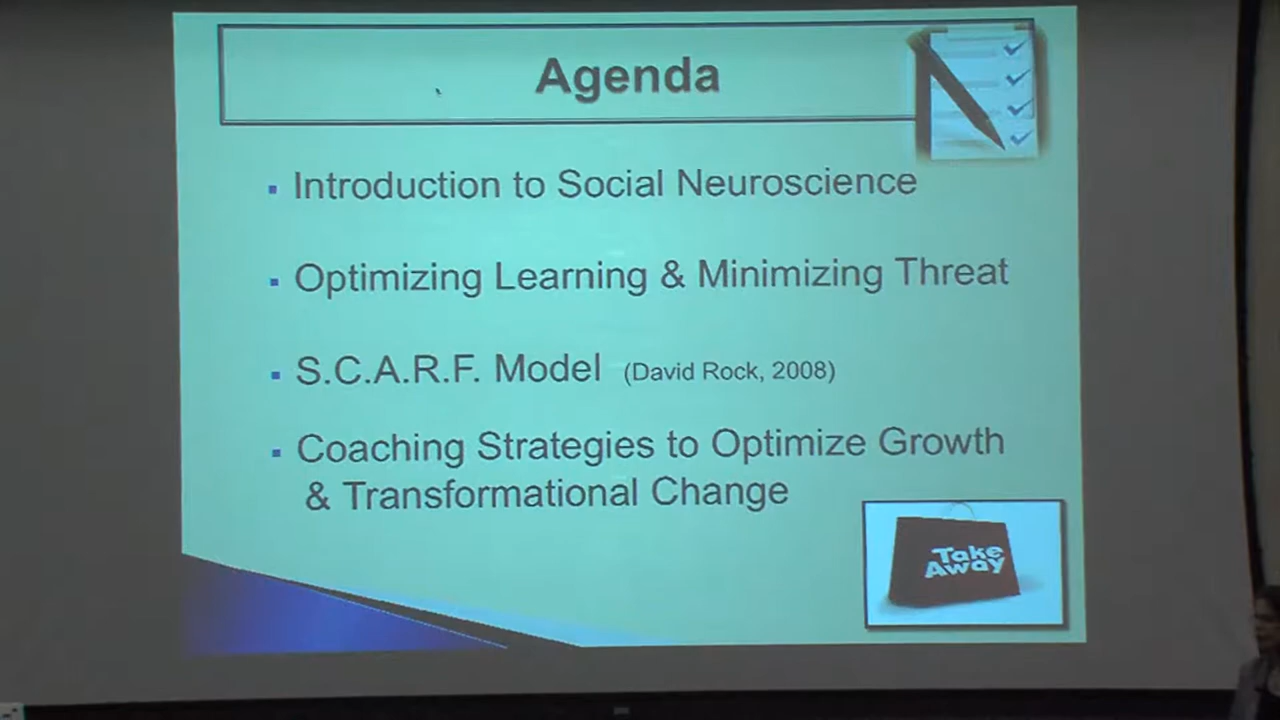 Agenda
▪ Introduction to Social Neuroscience
▪ Optimizing Learning & Minimizing Threat
▪ S.C.A.R.F. Model (David Rock, 2008)
▪ Coaching Strategies to Optimize Growth
& Transformational Change
Take
Away